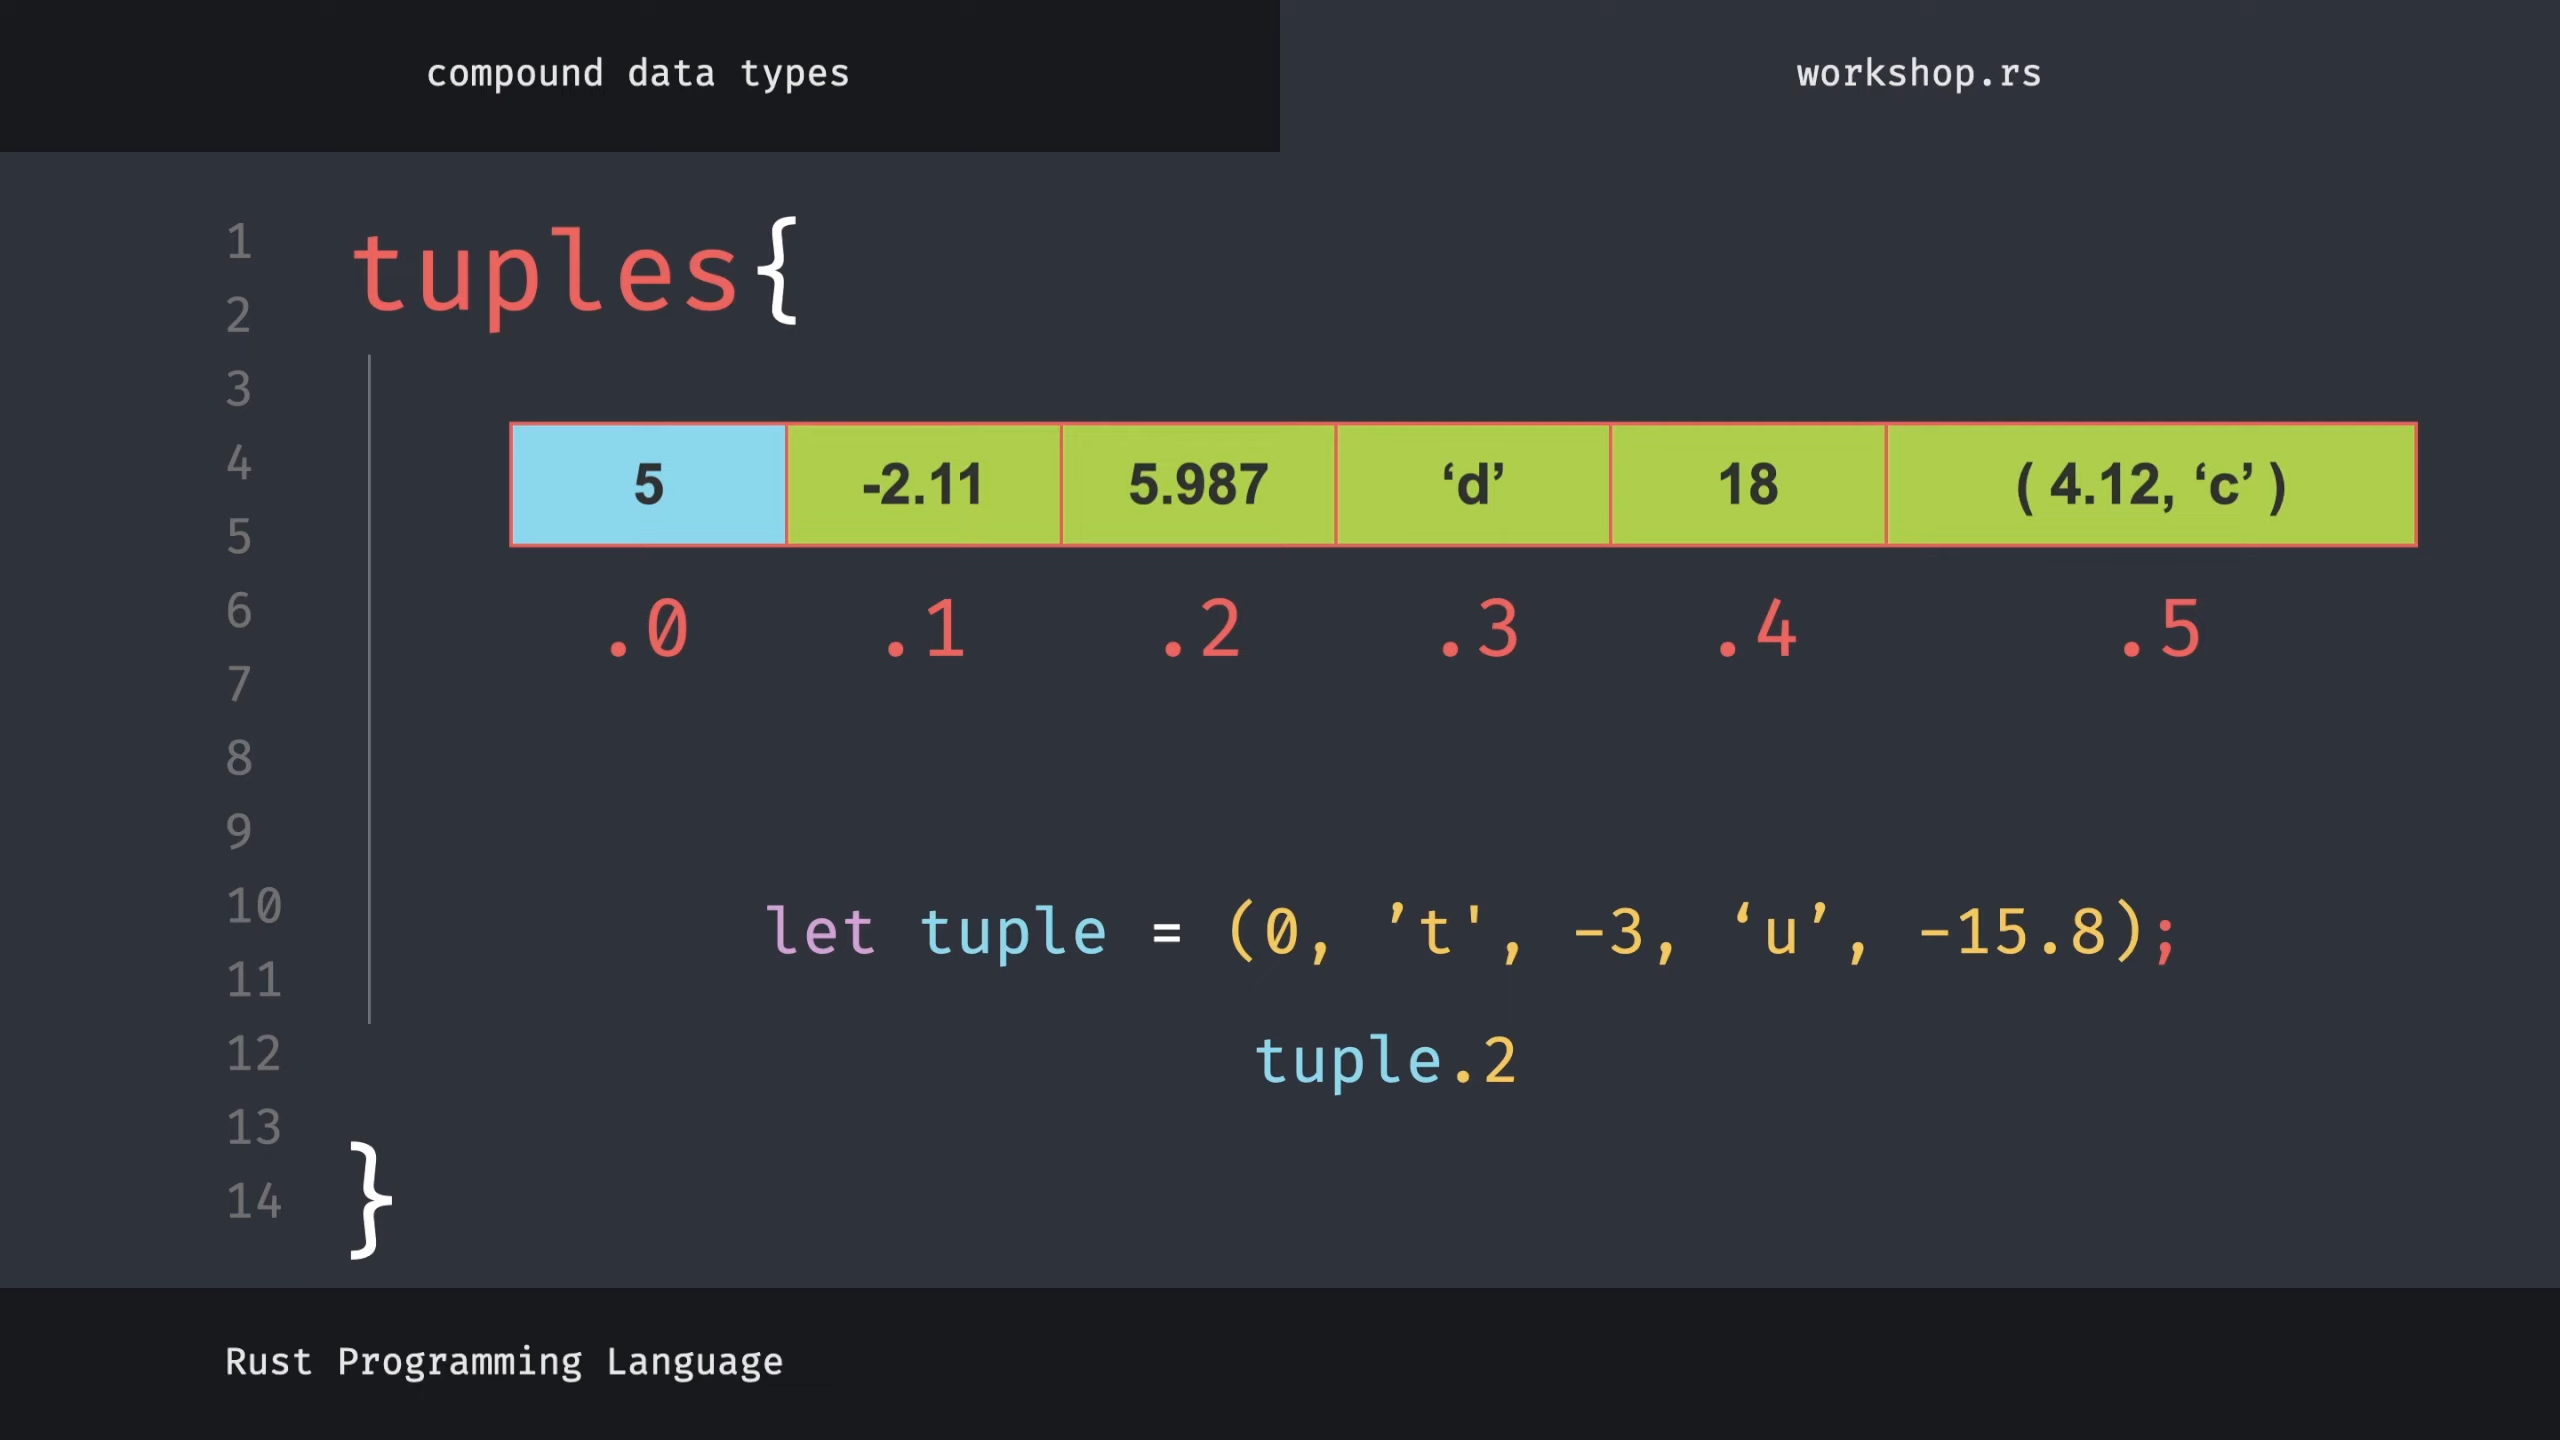 compound data types
workshop.rs
1
tuples{
2
3
4
5 -2.11 5.987 ‘d’ 18 ( 4.12, ‘c’ )
5
6
.0 .1 .2 .3 .4 .5
7
8
9
10
let tuple = (0, ’t', -3, ‘u’, -15.8);
11
12
tuple.2
13
14
}
Rust Programming Language